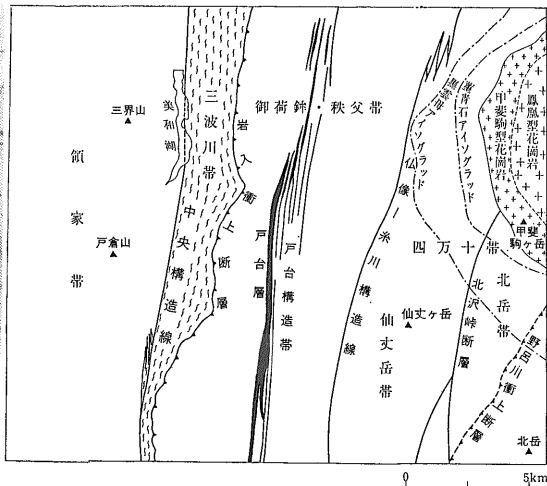 三界山
美和湖
三波川帯
岩入衝上断層
御荷鉾・秩父帯
黒雲母アイソグラッド
菫青石アイソグラッド
甲斐駒型花崗岩
鳳凰型花崗岩
領家帯
戸倉山
中央構造線
戸台層
戸台構造帯
仏像ー糸川構造線
四万十帯
甲斐駒ヶ岳
仙丈ヶ岳
仙丈岳帯
北沢峠断層
北岳帯
野呂川衝上断層
北岳
0 5km